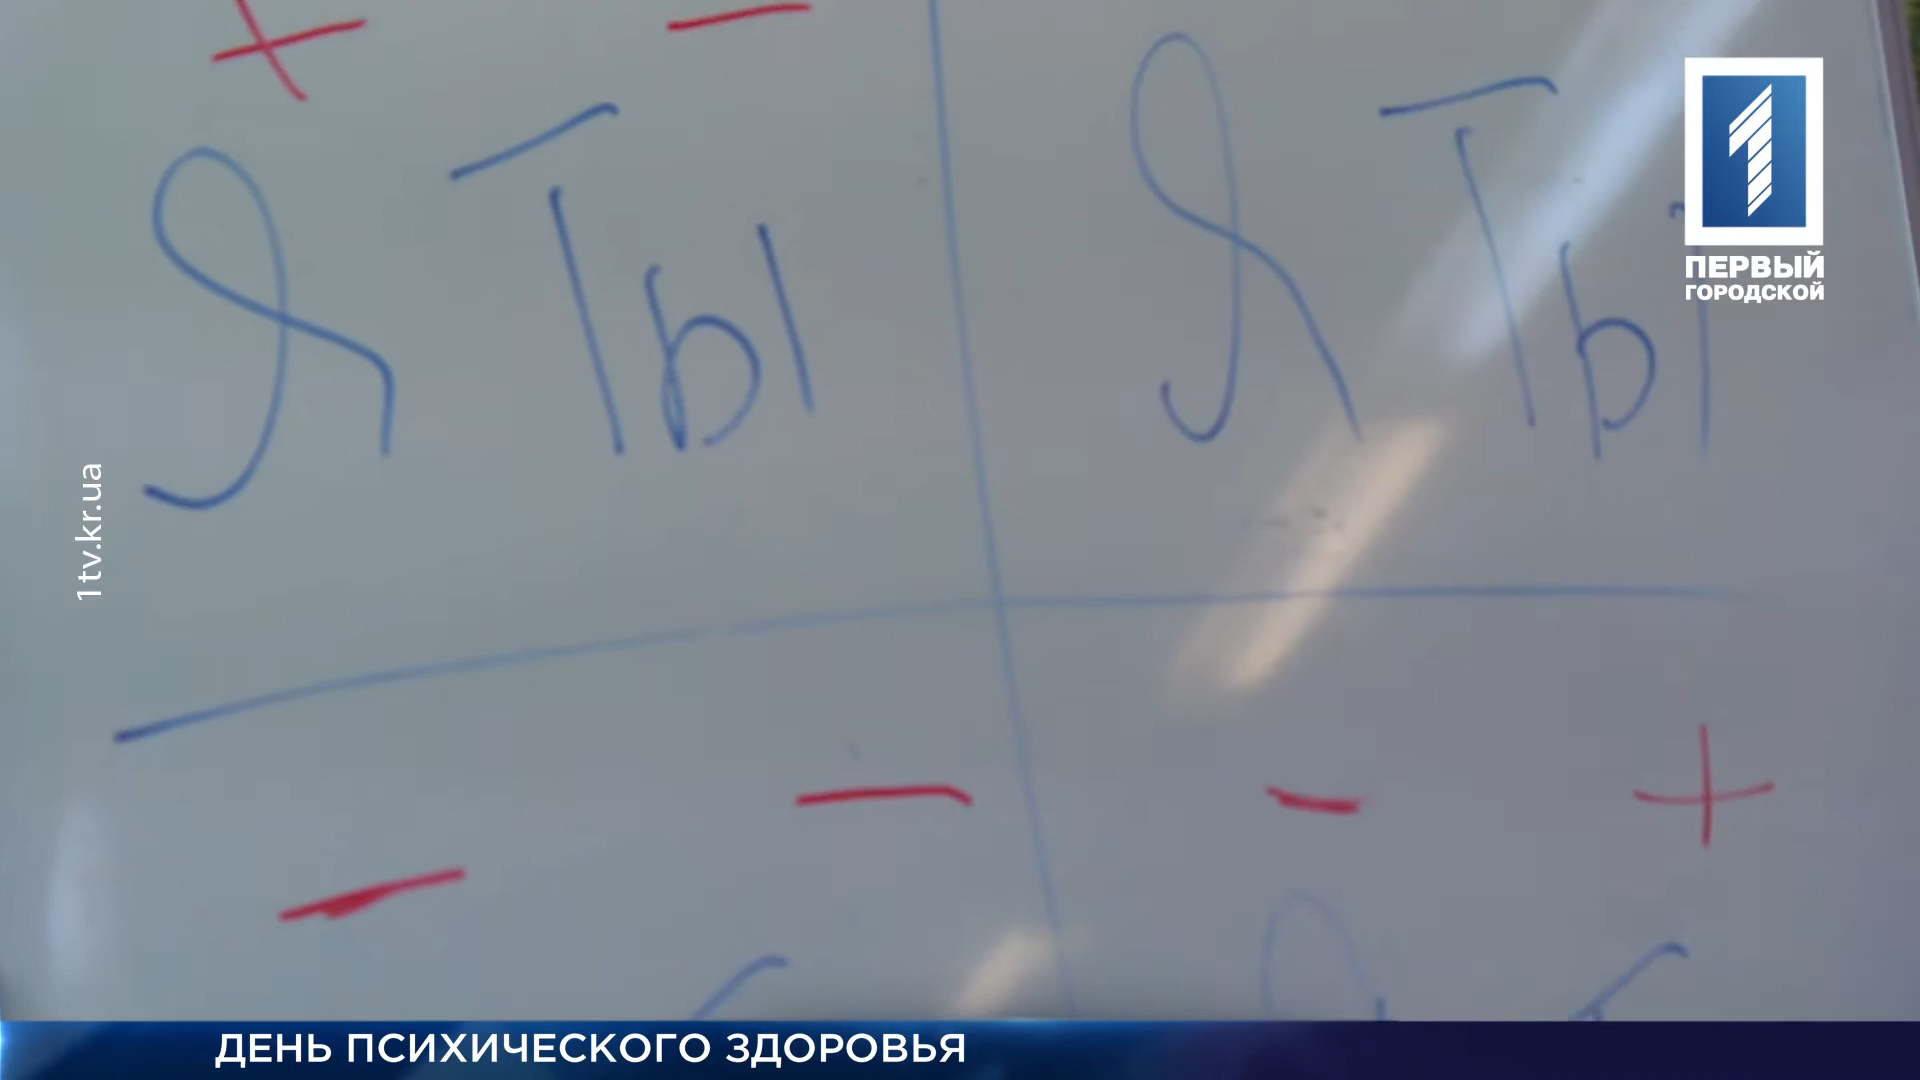 + −
Я ТЫ
Я ТЫ
− − − +
ПЕРВЫЙ
ГОРОДСКОЙ
1tv.kr.ua
ДЕНЬ ПСИХИЧЕСКОГО ЗДОРОВЬЯ